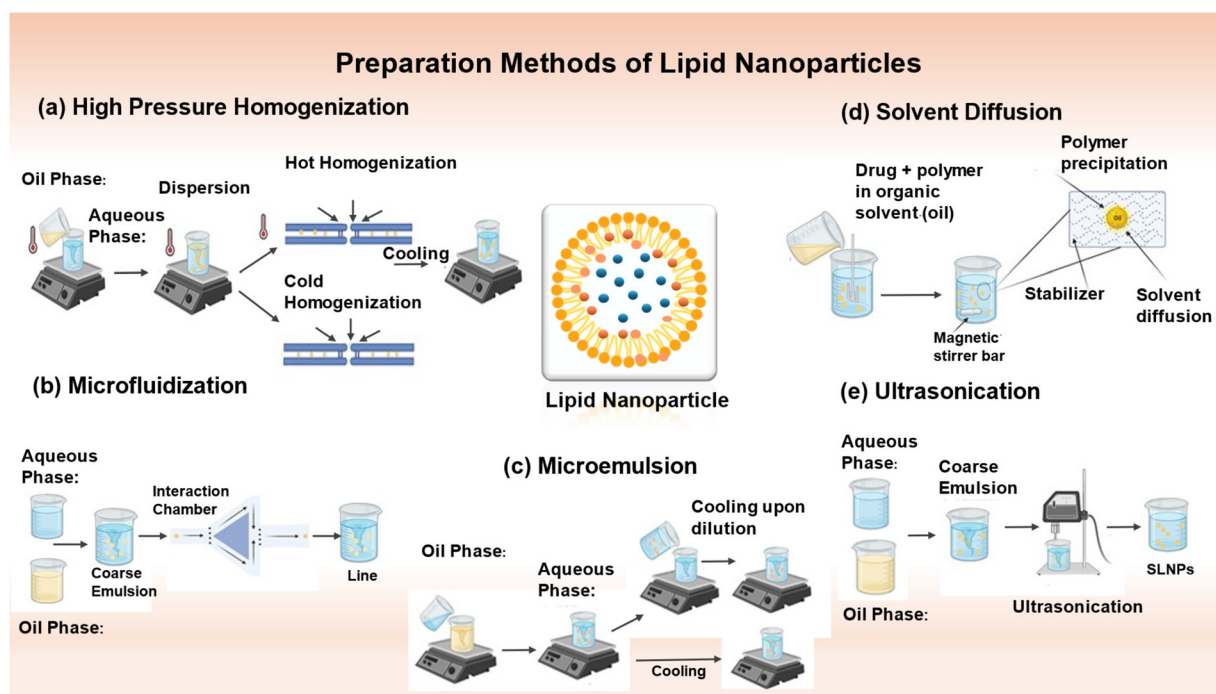 Preparation Methods of Lipid Nanoparticles
(a) High Pressure Homogenization
Oil Phase:
Aqueous
Phase:
Dispersion
Hot Homogenization
Cold
Homogenization
Cooling
Lipid Nanoparticle
(b) Microfluidization
Aqueous
Phase:
Oil Phase:
Coarse
Emulsion
Interaction
Chamber
Line
(c) Microemulsion
Oil Phase:
Aqueous
Phase:
Cooling upon
dilution
Cooling
(d) Solvent Diffusion
Drug + polymer
in organic
solvent (oil)
Magnetic
stirrer bar
Polymer
precipitation
Oil
Stabilizer
Solvent
diffusion
(e) Ultrasonication
Aqueous
Phase:
Oil Phase:
Coarse
Emulsion
Ultrasonication
SLNPs